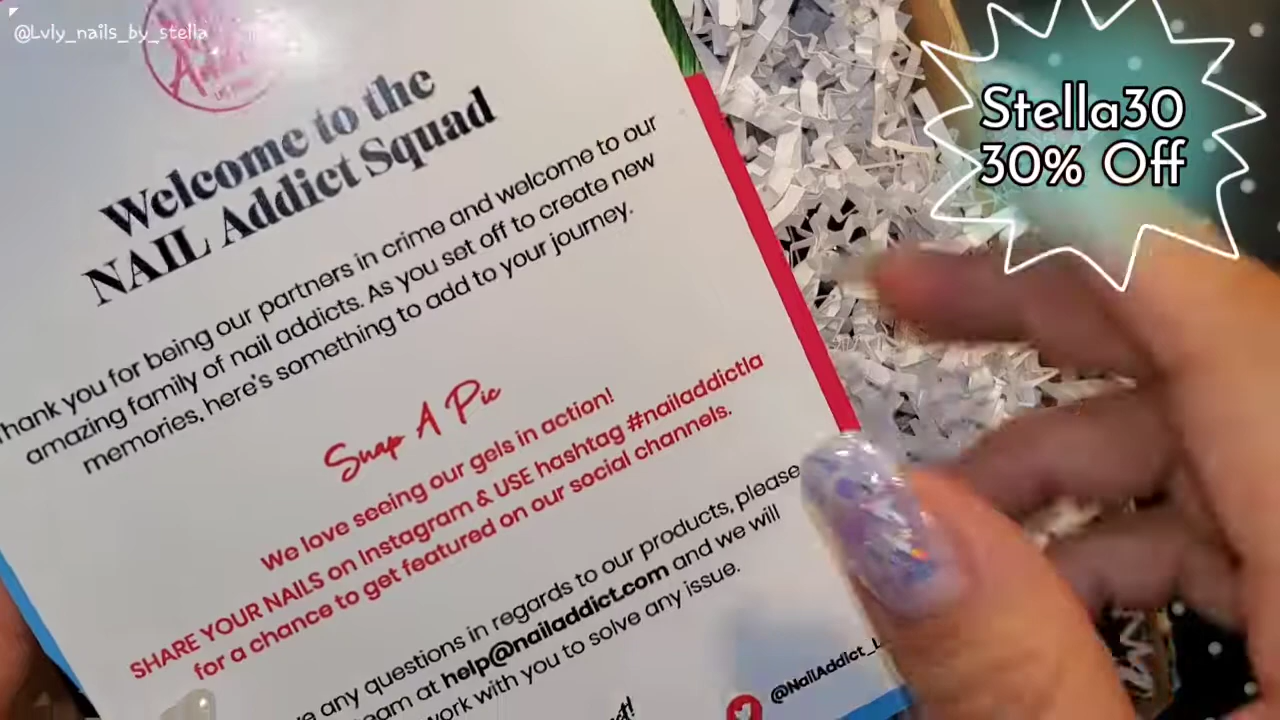 @Lvly_nails_by_stella
Stella30
30% Off
Welcome to the
NAIL Addict Squad
hank you for being our partners in crime and welcome to our
amazing family of nail addicts. As you set off to create new
memories, here's something to add to your journey.
Snap A Pic
We love seeing our gels in action!
SHARE YOUR NAILS on Instagram & USE hashtag #nailaddictla
for a chance to get featured on our social channels.
e any questions in regards to our products, please
eam at help@nailaddict.com and we will
work with you to solve any issue.
@NailAddict_L